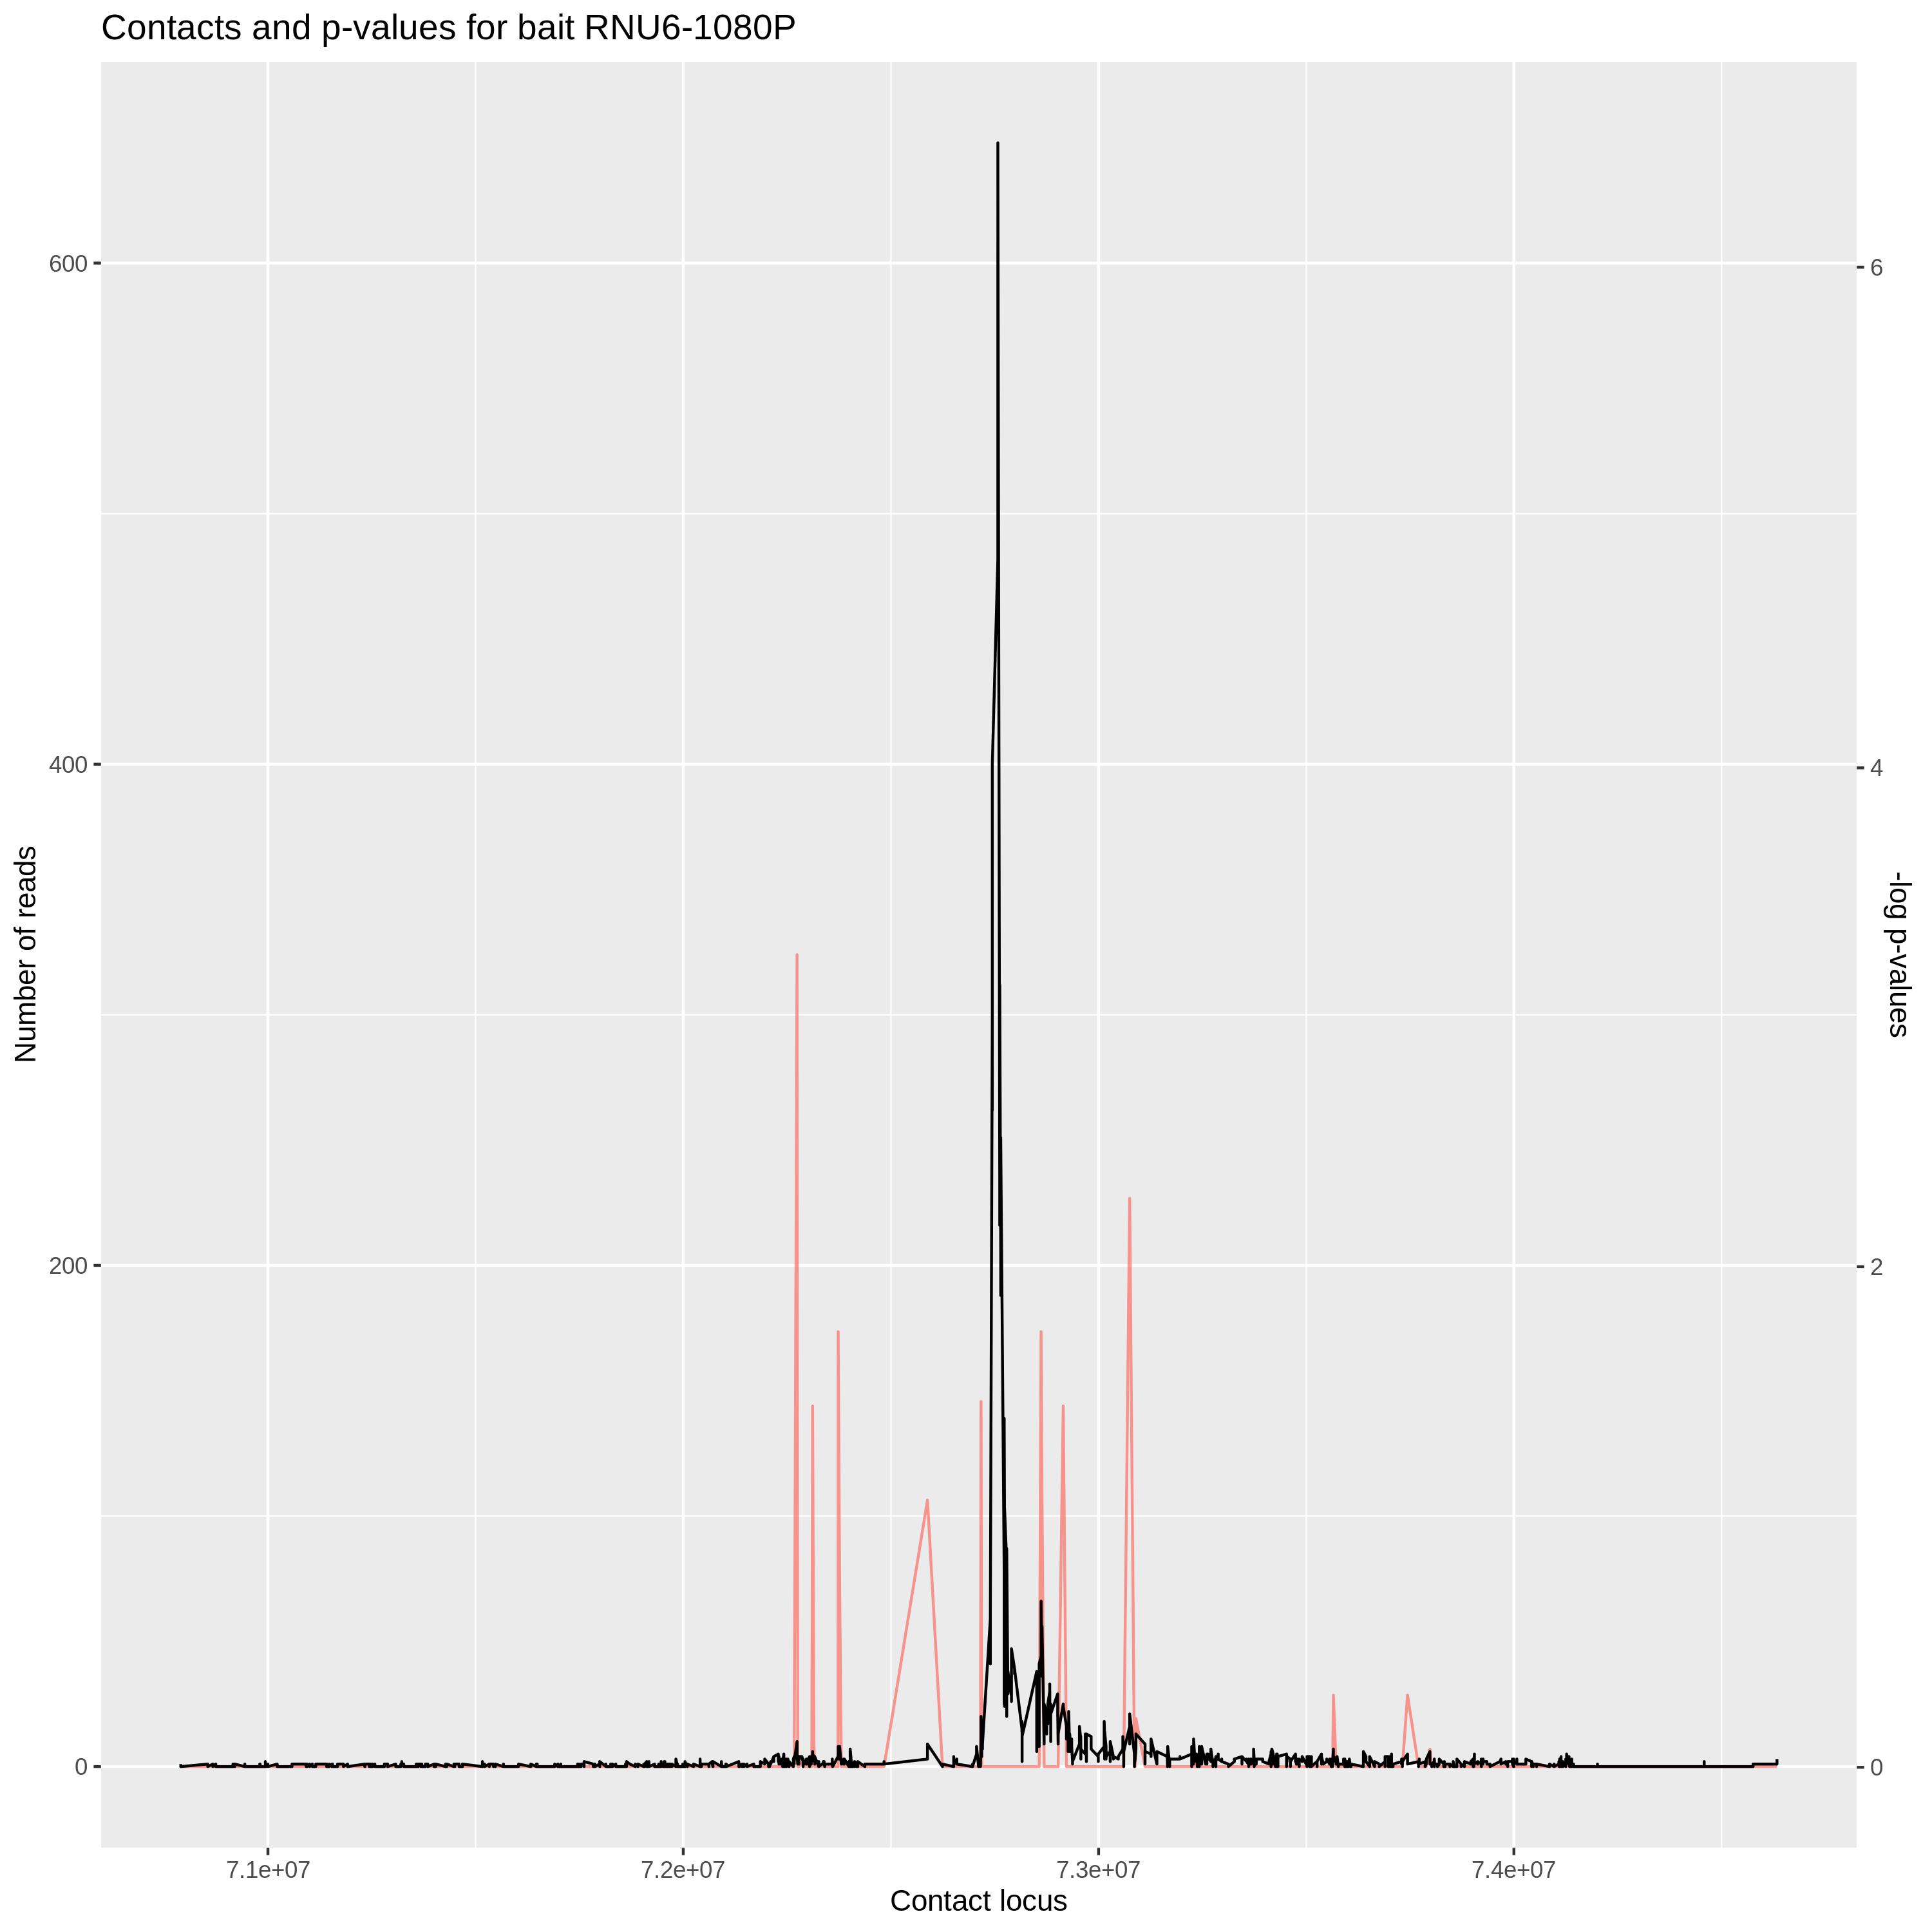 Contacts and p-values for bait RNU6-1080P
Number of reads
600
400
200
0
6
4
2
0
-log p-values
7.1e+07
7.2e+07
7.3e+07
7.4e+07
Contact locus